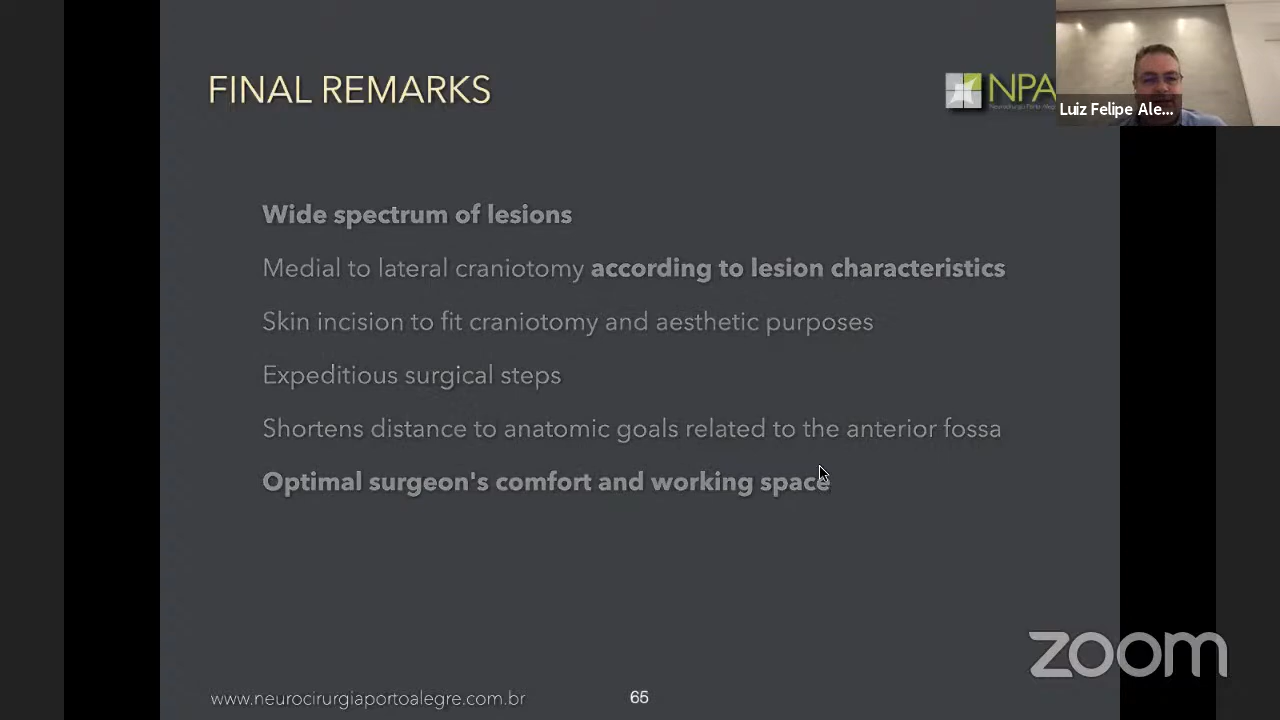 FINAL REMARKS
NPA
Luiz Felipe Ale...
Wide spectrum of lesions
Medial to lateral craniotomy according to lesion characteristics
Skin incision to fit craniotomy and aesthetic purposes
Expeditious surgical steps
Shortens distance to anatomic goals related to the anterior fossa
Optimal surgeon's comfort and working space
zoom
www.neurocirurgiaportoalegre.com.br
65